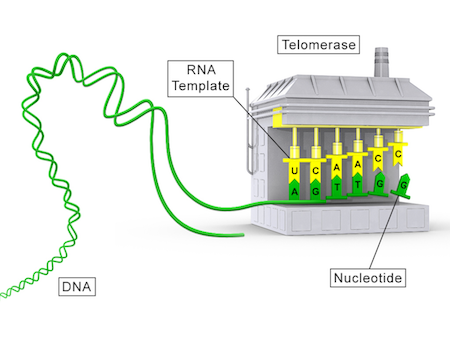 Telomerase
RNA
Template
U C A A C C
A G T T G G
Nucleotide
DNA